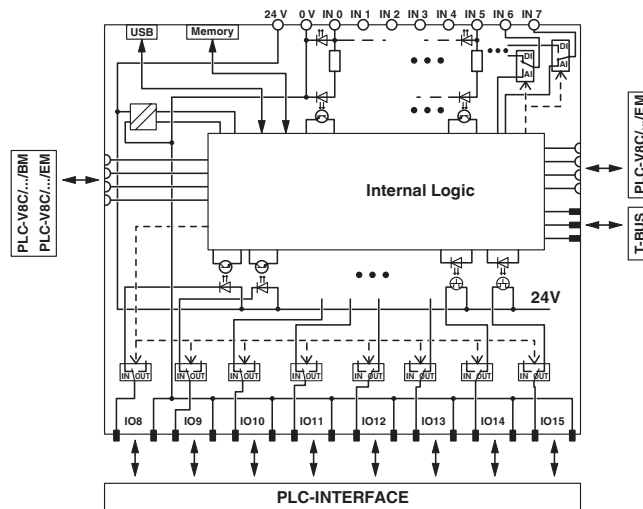 24 V 0 V IN 0 IN 1 IN 2 IN 3 IN 4 IN 5 IN 6 IN 7
USB Memory
DI
AI
DI
AI
PLC-V8C/.../BM
PLC-V8C/.../EM
PLC-V8C/.../EM
T-BUS
Internal Logic
24V
IN OUT IN OUT IN OUT IN OUT IN OUT IN OUT IN OUT IN OUT
IO8 IO9 IO10 IO11 IO12 IO13 IO14 IO15
PLC-INTERFACE